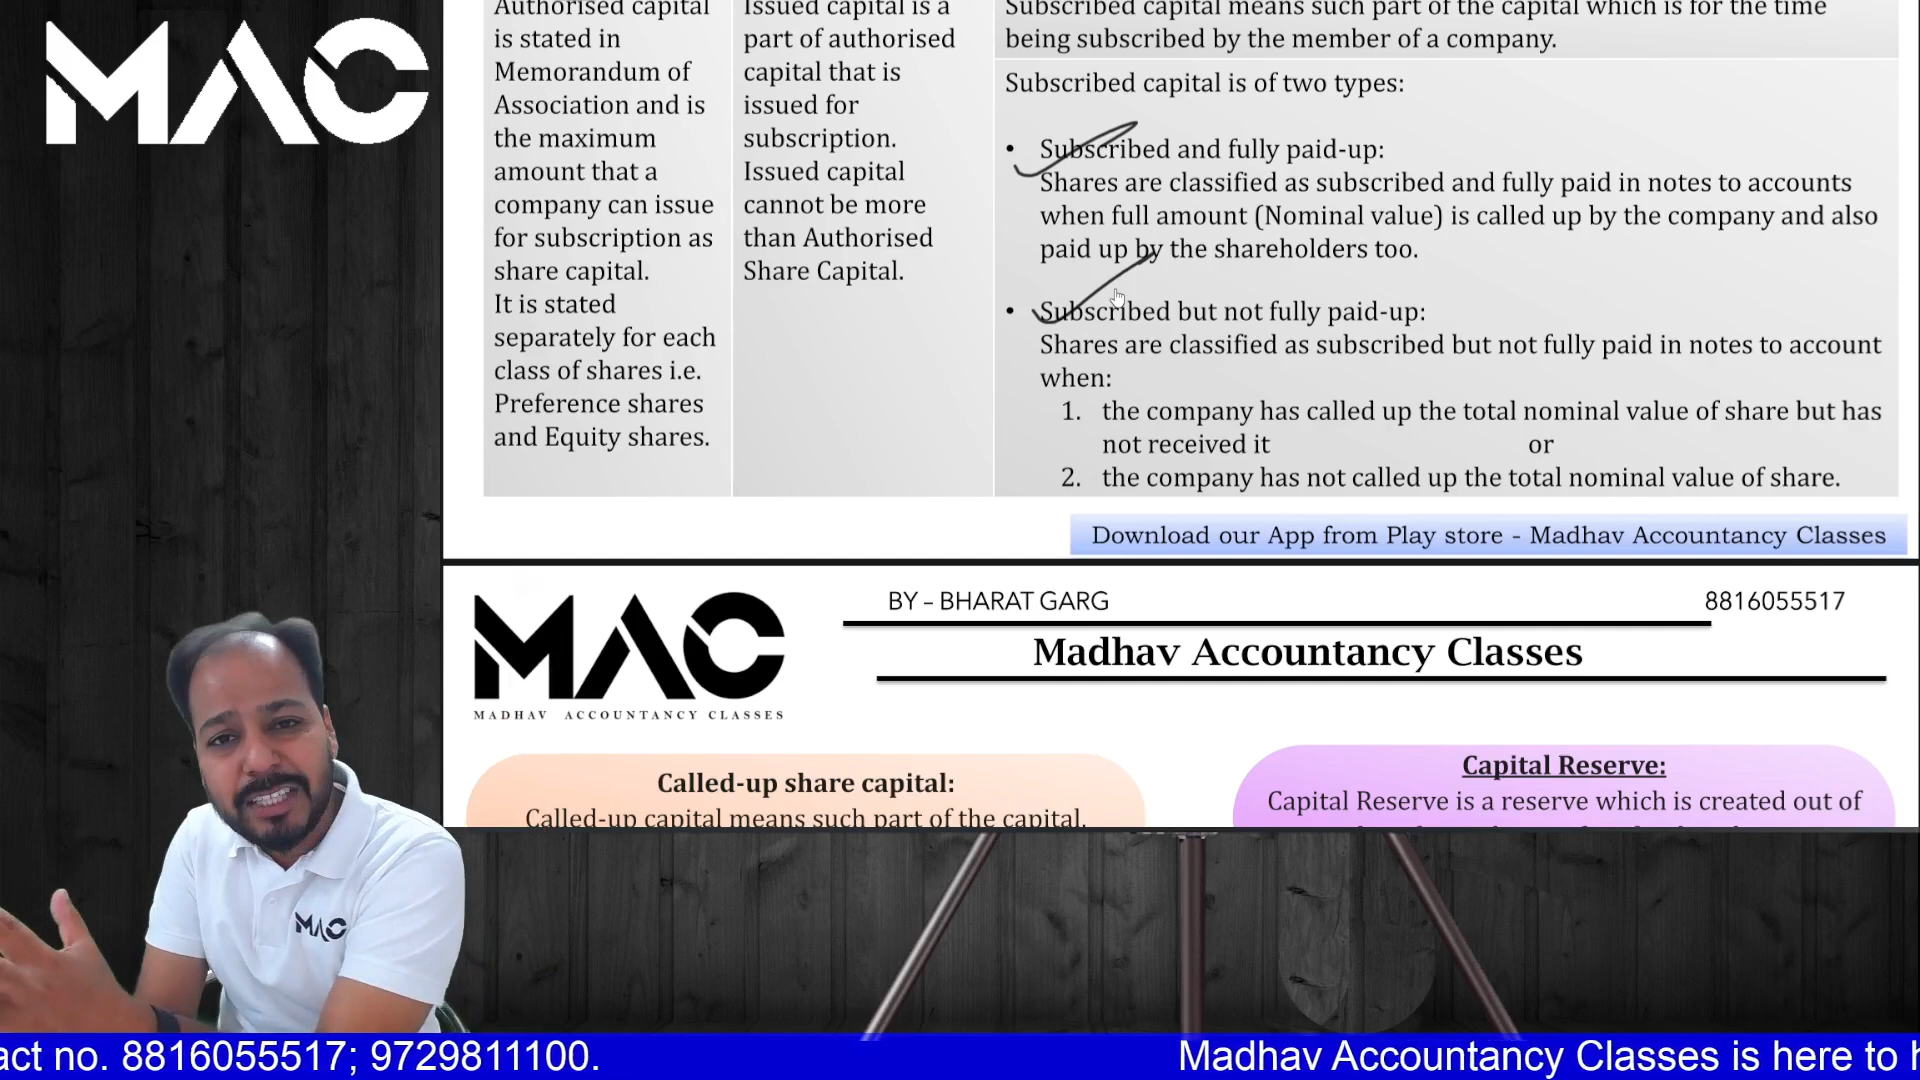 MAC
Authorised capital
is stated in
Memorandum of
Association and is
the maximum
amount that a
company can issue
for subscription as
share capital.
It is stated
separately for each
class of shares i.e.
Preference shares
and Equity shares.
Issued capital is a
part of authorised
capital that is
issued for
subscription.
Issued capital
cannot be more
than Authorised
Share Capital.
Subscribed capital means such part of the capital which is for the time
being subscribed by the member of a company.
Subscribed capital is of two types:
• Subscribed and fully paid-up:
Shares are classified as subscribed and fully paid in notes to accounts
when full amount (Nominal value) is called up by the company and also
paid up by the shareholders too.
• Subscribed but not fully paid-up:
Shares are classified as subscribed but not fully paid in notes to account
when:
1. the company has called up the total nominal value of share but has
not received it or
2. the company has not called up the total nominal value of share.
Download our App from Play store - Madhav Accountancy Classes
MAC
MADHAV ACCOUNTANCY CLASSES
BY – BHARAT GARG 8816055517
Madhav Accountancy Classes
Called-up share capital:
Called-up capital means such part of the capital,
Capital Reserve:
Capital Reserve is a reserve which is created out of
MAC
act no. 8816055517; 9729811100. Madhav Accountancy Classes is here to h